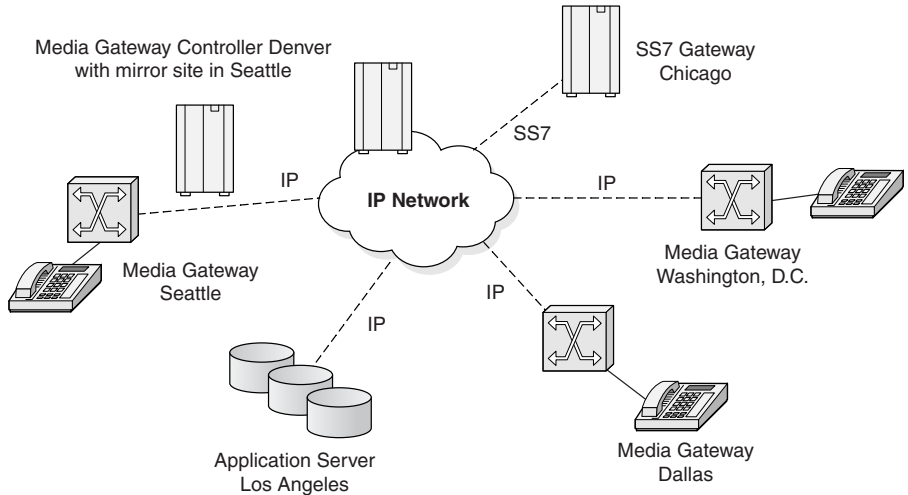 Media Gateway Controller Denver
with mirror site in Seattle
SS7 Gateway
Chicago
SS7
IP
IP Network
IP
Media Gateway
Washington, D.C.
Media Gateway
Seattle
IP
IP
Application Server
Los Angeles
Media Gateway
Dallas